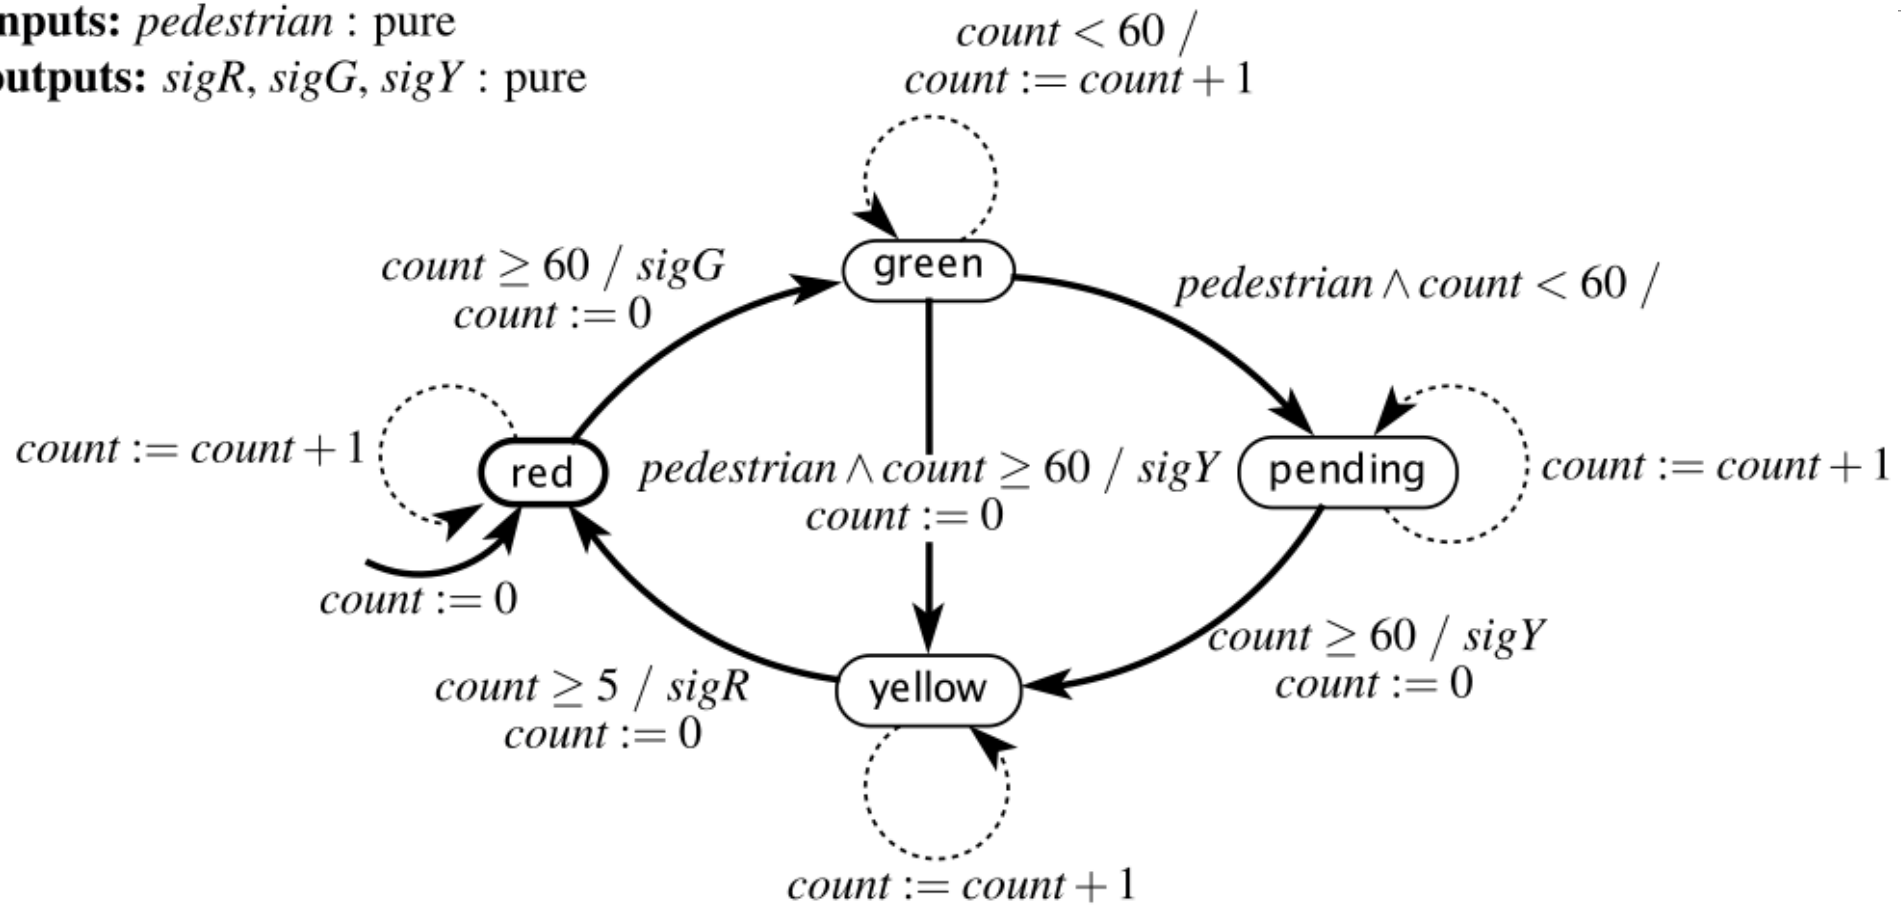 nputs: pedestrian : pure
outputs: sigR, sigG, sigY : pure
count < 60 /
count := count + 1
count ≥ 60 / sigG
count := 0
green
pedestrian ∧ count < 60 /
count := count + 1
red
pedestrian ∧ count ≥ 60 / sigY
count := 0
pending
count := count + 1
count := 0
count ≥ 5 / sigR
count := 0
yellow
count ≥ 60 / sigY
count := 0
count := count + 1